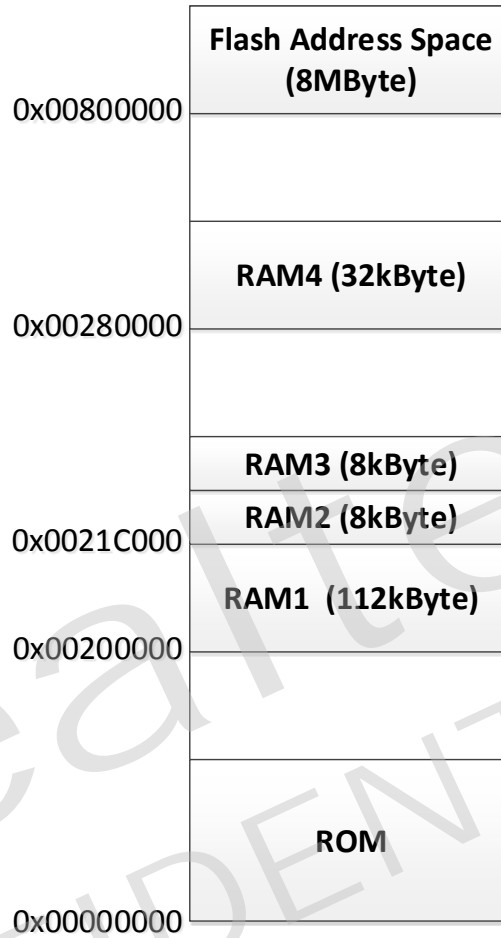 Flash Address Space
(8MByte)
0x00800000
RAM4 (32kByte)
0x00280000
RAM3 (8kByte)
RAM2 (8kByte)
0x0021C000
RAM1 (112kByte)
0x00200000
ROM
0x00000000